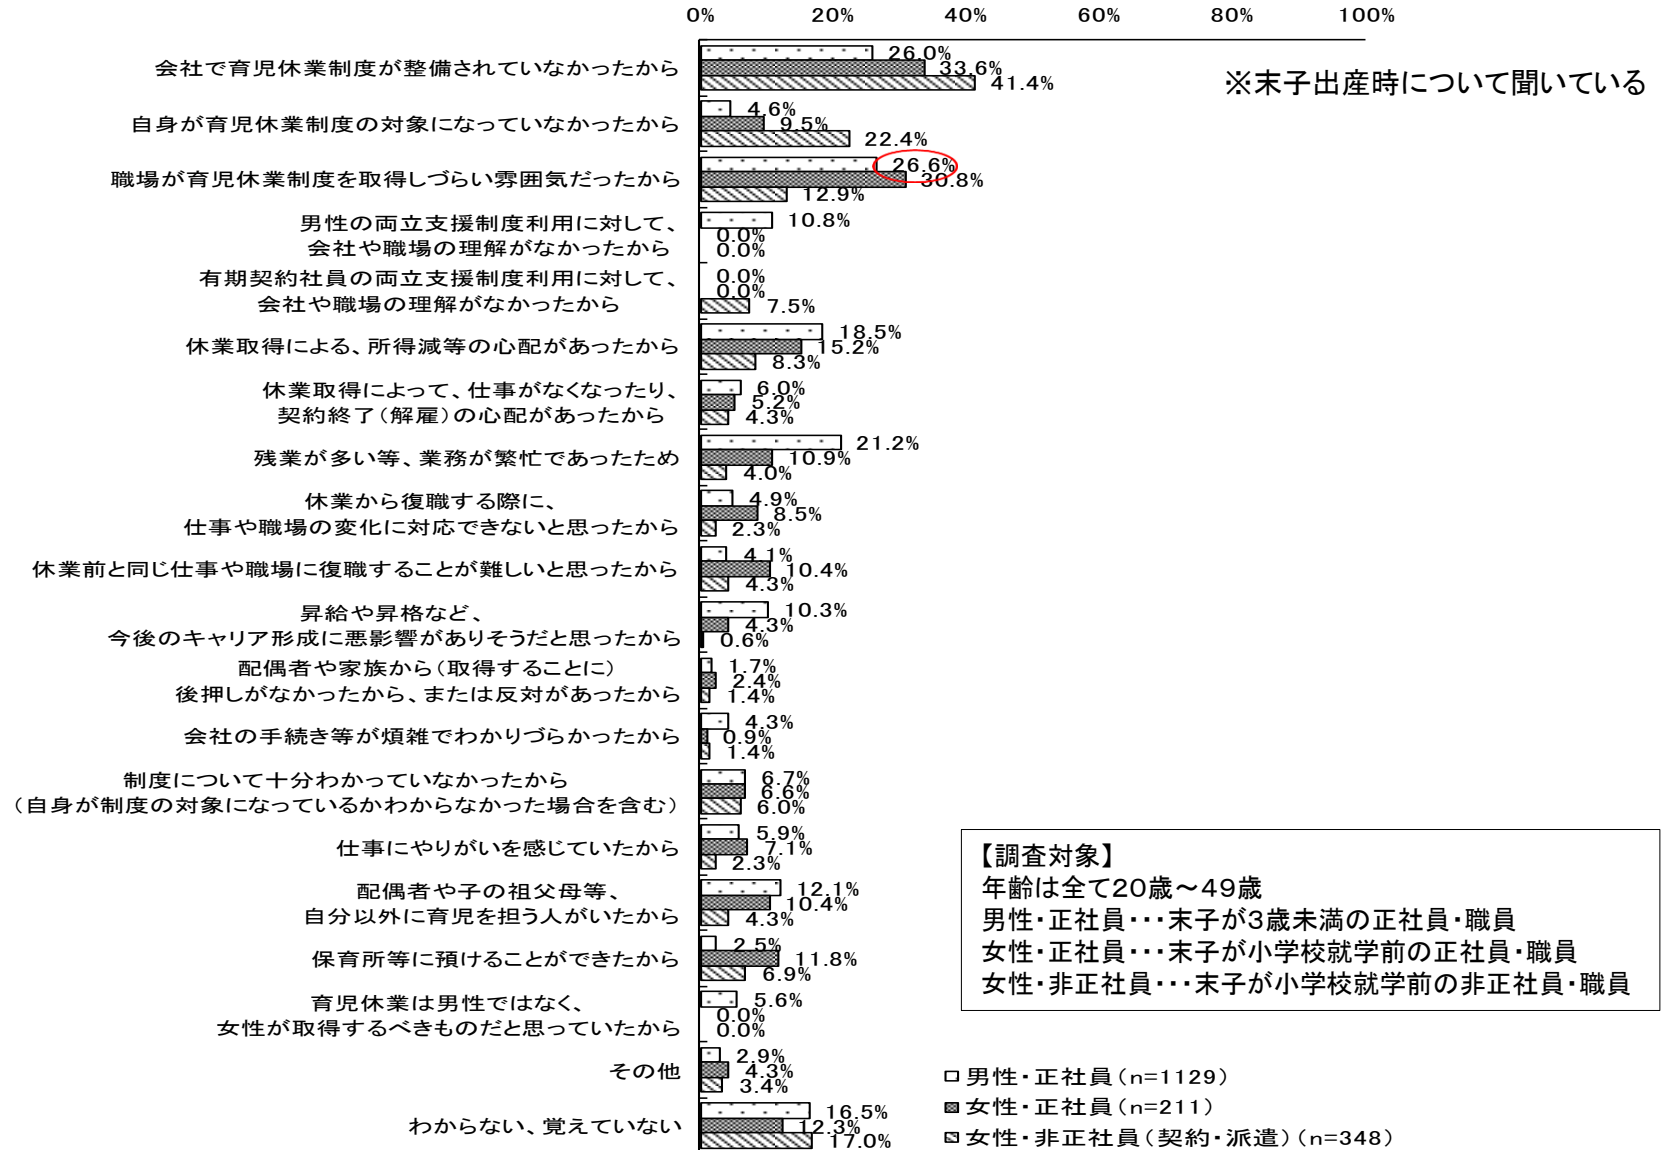 0% 20% 40% 60% 80% 100%
会社で育児休業制度が整備されていなかったから
26.0%
33.6%
41.4%
※末子出産時について聞いている
自身が育児休業制度の対象になっていなかったから
4.6%
9.5%
22.4%
職場が育児休業制度を取得しづらい雰囲気だったから
26.6%
30.8%
12.9%
男性の両立支援制度利用に対して、
会社や職場の理解がなかったから
10.8%
0.0%
0.0%
有期契約社員の両立支援制度利用に対して、
会社や職場の理解がなかったから
0.0%
0.0%
7.5%
休業取得による、所得減等の心配があったから
18.5%
15.2%
8.3%
休業取得によって、仕事がなくなったり、
契約終了(解雇)の心配があったから
6.0%
5.2%
4.3%
残業が多い等、業務が繁忙であったため
21.2%
10.9%
4.0%
休業から復職する際に、
仕事や職場の変化に対応できないと思ったから
4.9%
8.5%
2.3%
休業前と同じ仕事や職場に復職することが難しいと思ったから
4.1%
10.4%
4.3%
昇給や昇格など、
今後のキャリア形成に悪影響がありそうだと思ったから
10.3%
4.3%
0.6%
配偶者や家族から(取得することに)
後押しがなかったから、または反対があったから
1.7%
2.4%
1.4%
会社の手続き等が煩雑でわかりづらかったから
4.3%
0.9%
1.4%
制度について十分わかっていなかったから
(自身が制度の対象になっているかわからなかった場合を含む)
6.7%
6.6%
6.0%
仕事にやりがいを感じていたから
5.9%
7.1%
2.3%
配偶者や子の祖父母等、
自分以外に育児を担う人がいたから
12.1%
10.4%
4.3%
保育所等に預けることができたから
2.5%
11.8%
6.9%
育児休業は男性ではなく、
女性が取得するべきものだと思っていたから
5.6%
0.0%
0.0%
その他
2.9%
4.3%
3.4%
わからない、覚えていない
16.5%
12.3%
17.0%
【調査対象】
年齢は全て20歳～49歳
男性・正社員・・・末子が3歳未満の正社員・職員
女性・正社員・・・末子が小学校就学前の正社員・職員
女性・非正社員・・・末子が小学校就学前の非正社員・職員
男性・正社員(n=1129)
女性・正社員(n=211)
女性・非正社員(契約・派遣)(n=348)